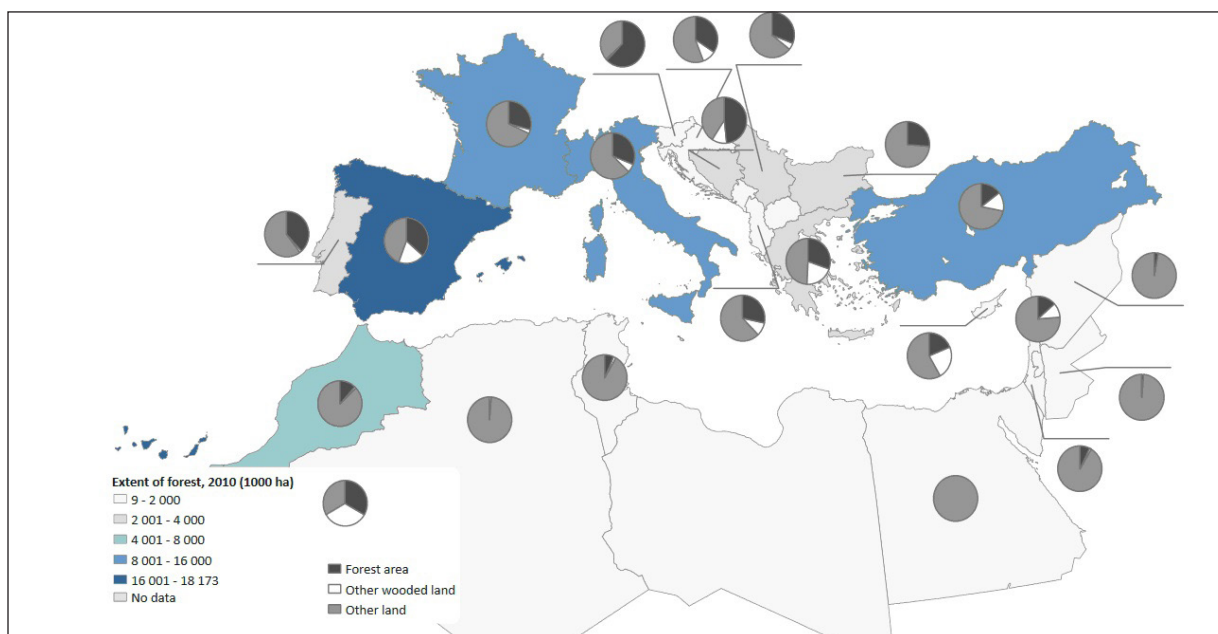 Extent of forest, 2010 (1000 ha)
9 - 2 000
2 001 - 4 000
4 001 - 8 000
8 001 - 16 000
16 001 - 18 173
No data
Forest area
Other wooded land
Other land